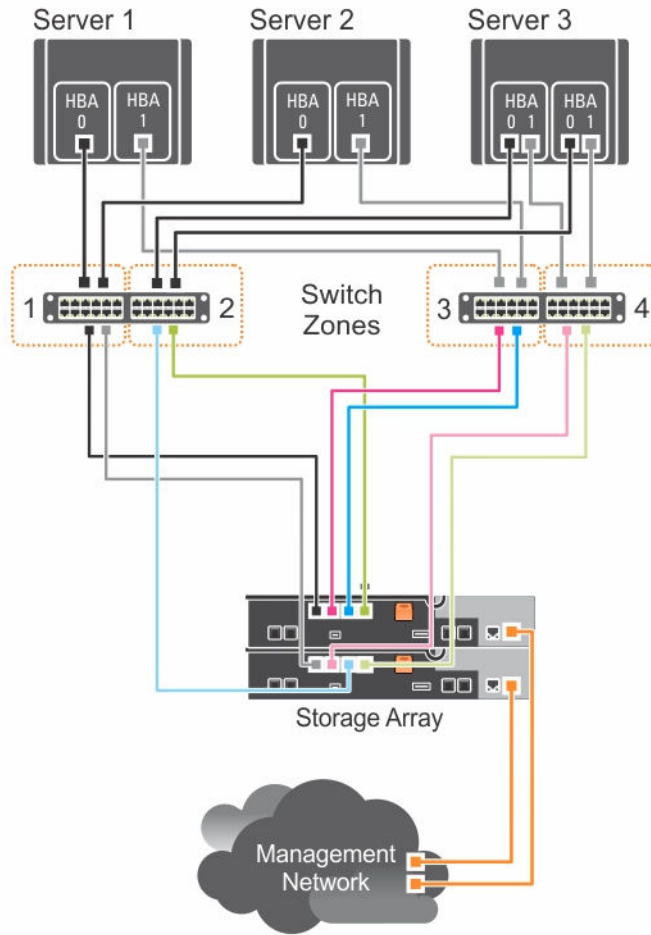 Server 1
Server 2
Server 3
HBA
0
HBA
1
HBA
0
HBA
1
HBA
0 1
HBA
0 1
1
2
Switch
Zones
3
4
Storage Array
Management
Network